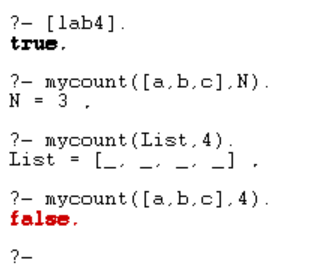 ?- [lab4].
true.
?- mycount([a,b,c],N).
N = 3 .
?- mycount(List,4).
List = [_, _, _, _] .
?- mycount([a,b,c],4).
false.
?-